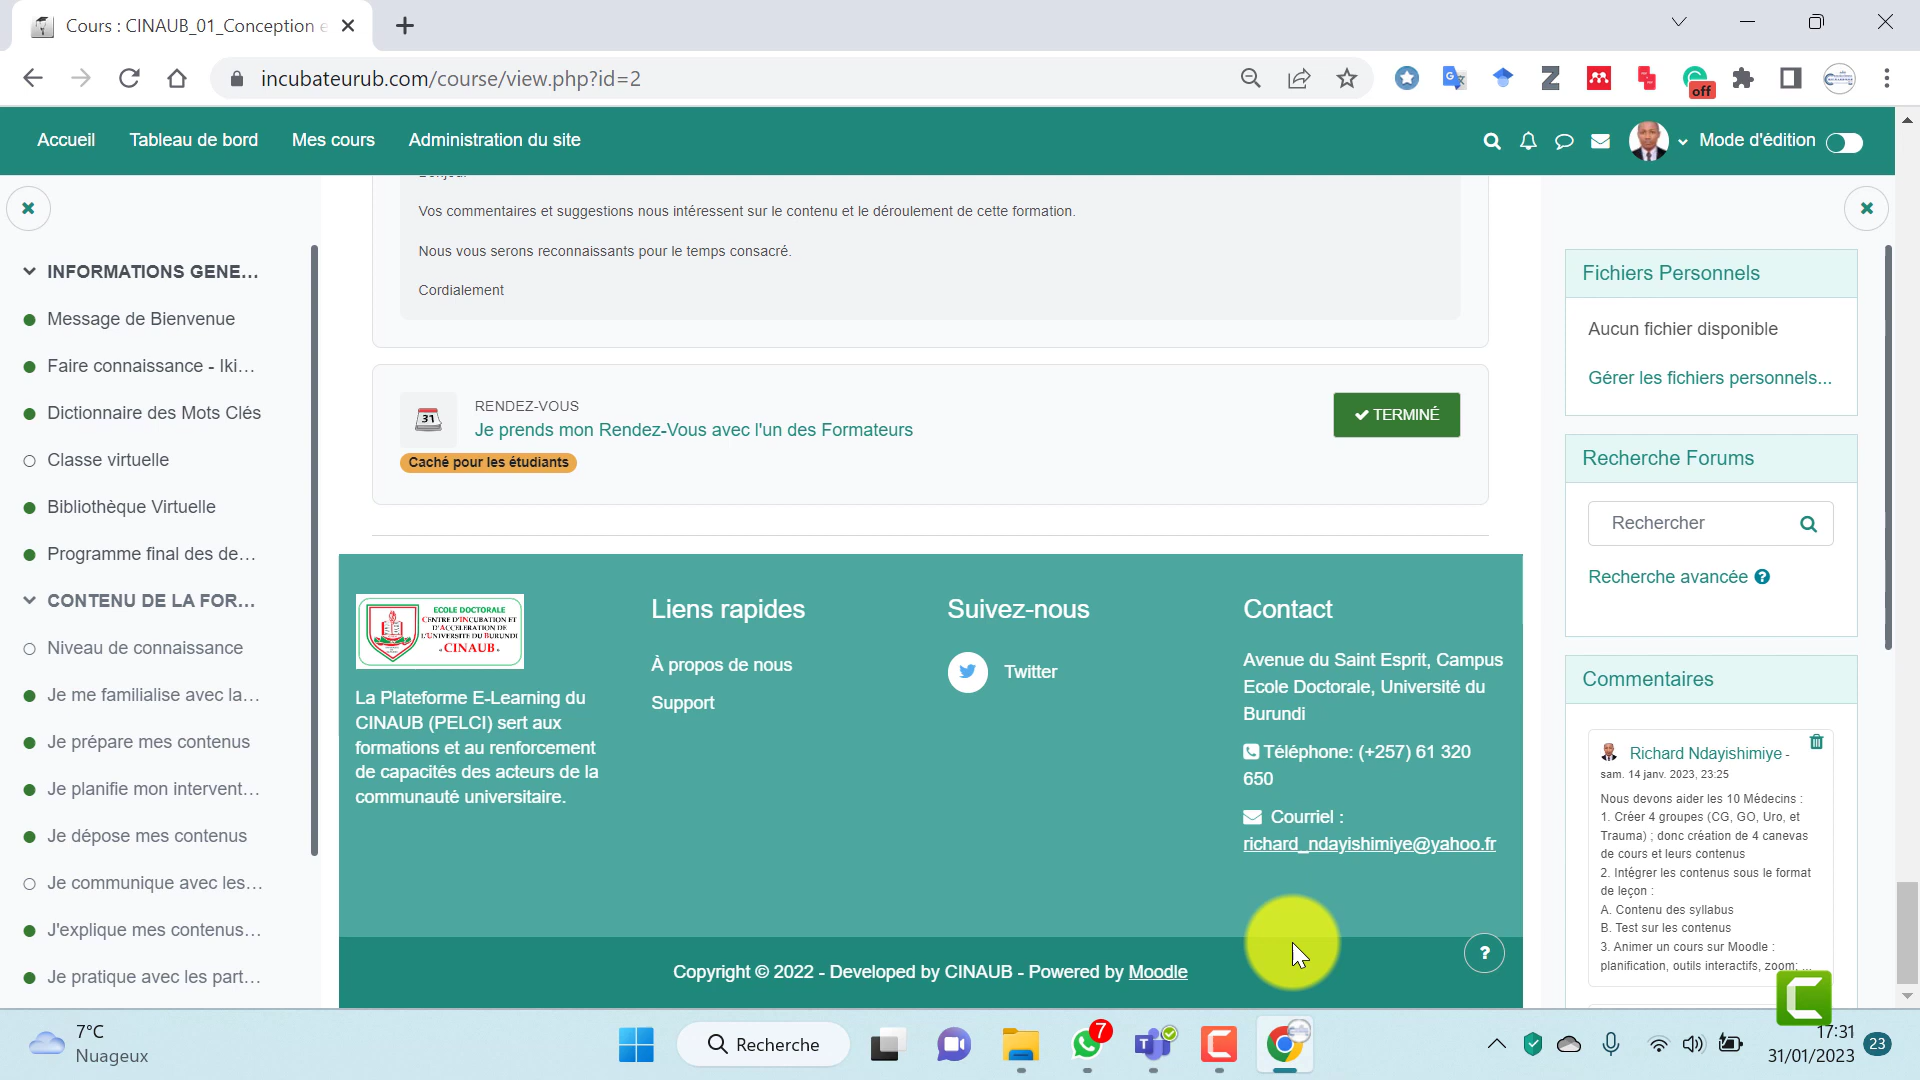 Cours : CINAUB_01_Conception e
incubateurub.com/course/view.php?id=2
off
Accueil
Tableau de bord
Mes cours
Administration du site
Mode d'édition
INFORMATIONS GENE...
Message de Bienvenue
Faire connaissance - Iki...
Dictionnaire des Mots Clés
Classe virtuelle
Bibliothèque Virtuelle
Programme final des de...
CONTENU DE LA FOR...
Niveau de connaissance
Je me familialise avec la...
Je prépare mes contenus
Je planifie mon intervent...
Je dépose mes contenus
Je communique avec les...
J'explique mes contenus...
Je pratique avec les part...
Vos commentaires et suggestions nous intéressent sur le contenu et le déroulement de cette formation.
Nous vous serons reconnaissants pour le temps consacré.
Cordialement
31
RENDEZ-VOUS
Je prends mon Rendez-Vous avec l'un des Formateurs
Caché pour les étudiants
TERMINÉ
ECOLE DOCTORALE
CENTRE D'INCUBATION ET
D'ACCELERATION DE
L'UNIVERSITE DU BURUNDI
- CINAUB -
La Plateforme E-Learning du
CINAUB (PELCI) sert aux
formations et au renforcement
de capacités des acteurs de la
communauté universitaire.
Liens rapides
À propos de nous
Support
Suivez-nous
Twitter
Contact
Avenue du Saint Esprit, Campus
Ecole Doctorale, Université du
Burundi
Téléphone: (+257) 61 320
650
Courriel :
richard_ndayishimiye@yahoo.fr
Copyright © 2022 - Developed by CINAUB - Powered by Moodle
?
Fichiers Personnels
Aucun fichier disponible
Gérer les fichiers personnels...
Recherche Forums
Rechercher
Recherche avancée ?
Commentaires
Richard Ndayishimiye -
sam. 14 janv. 2023, 23:25
Nous devons aider les 10 Médecins :
1. Créer 4 groupes (CG, GO, Uro, et
Trauma) ; donc création de 4 canevas
de cours et leurs contenus
2. Intégrer les contenus sous le format
de leçon :
A. Contenu des syllabus
B. Test sur les contenus
3. Animer un cours sur Moodle :
planification, outils interactifs, zoom; ...
7°C
Nuageux
Recherche
7
17:31
31/01/2023
23